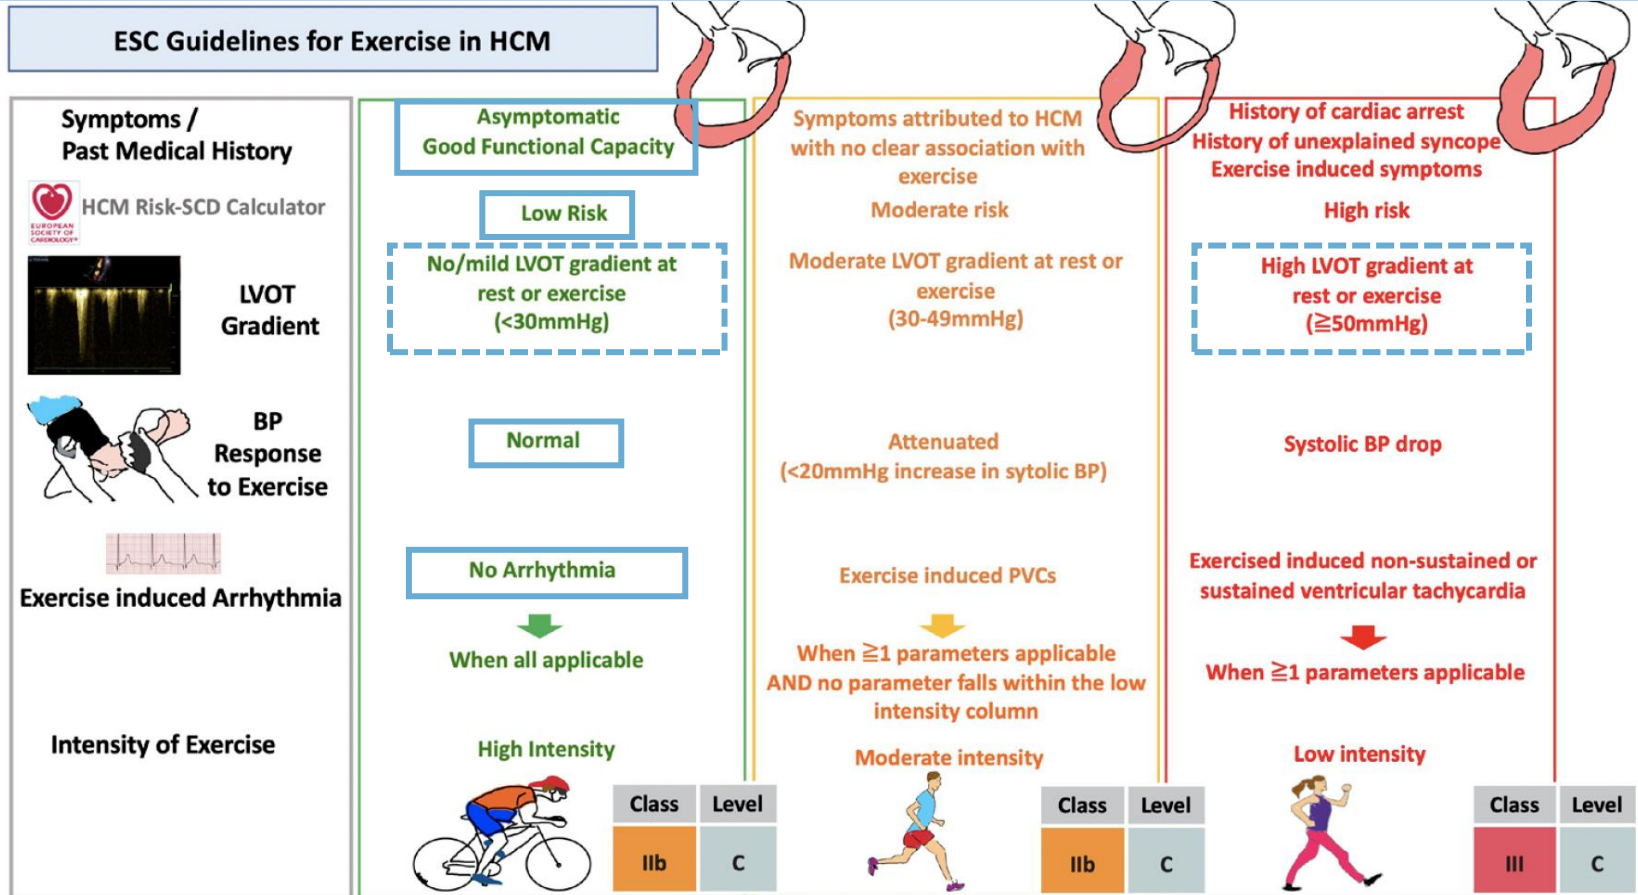 ESC Guidelines for Exercise in HCM
Symptoms /
Past Medical History
Asymptomatic
Good Functional Capacity
Symptoms attributed to HCM
with no clear association with
exercise
History of cardiac arrest
History of unexplained syncope
Exercise induced symptoms
EUROPEAN
SOCIETY OF
CARDIOLOGY®
HCM Risk-SCD Calculator
Low Risk
Moderate risk
High risk
LVOT
Gradient
No/mild LVOT gradient at
rest or exercise
(<30mmHg)
Moderate LVOT gradient at rest or
exercise
(30-49mmHg)
High LVOT gradient at
rest or exercise
(≧50mmHg)
BP
Response
to Exercise
Normal
Attenuated
(<20mmHg increase in sytolic BP)
Systolic BP drop
Exercise induced Arrhythmia
No Arrhythmia
Exercise induced PVCs
Exercised induced non-sustained or
sustained ventricular tachycardia
When all applicable
When ≧1 parameters applicable
AND no parameter falls within the low
intensity column
When ≧1 parameters applicable
Intensity of Exercise
High Intensity
Moderate intensity
Low intensity
Class Level
IIb C
Class Level
IIb C
Class Level
III C